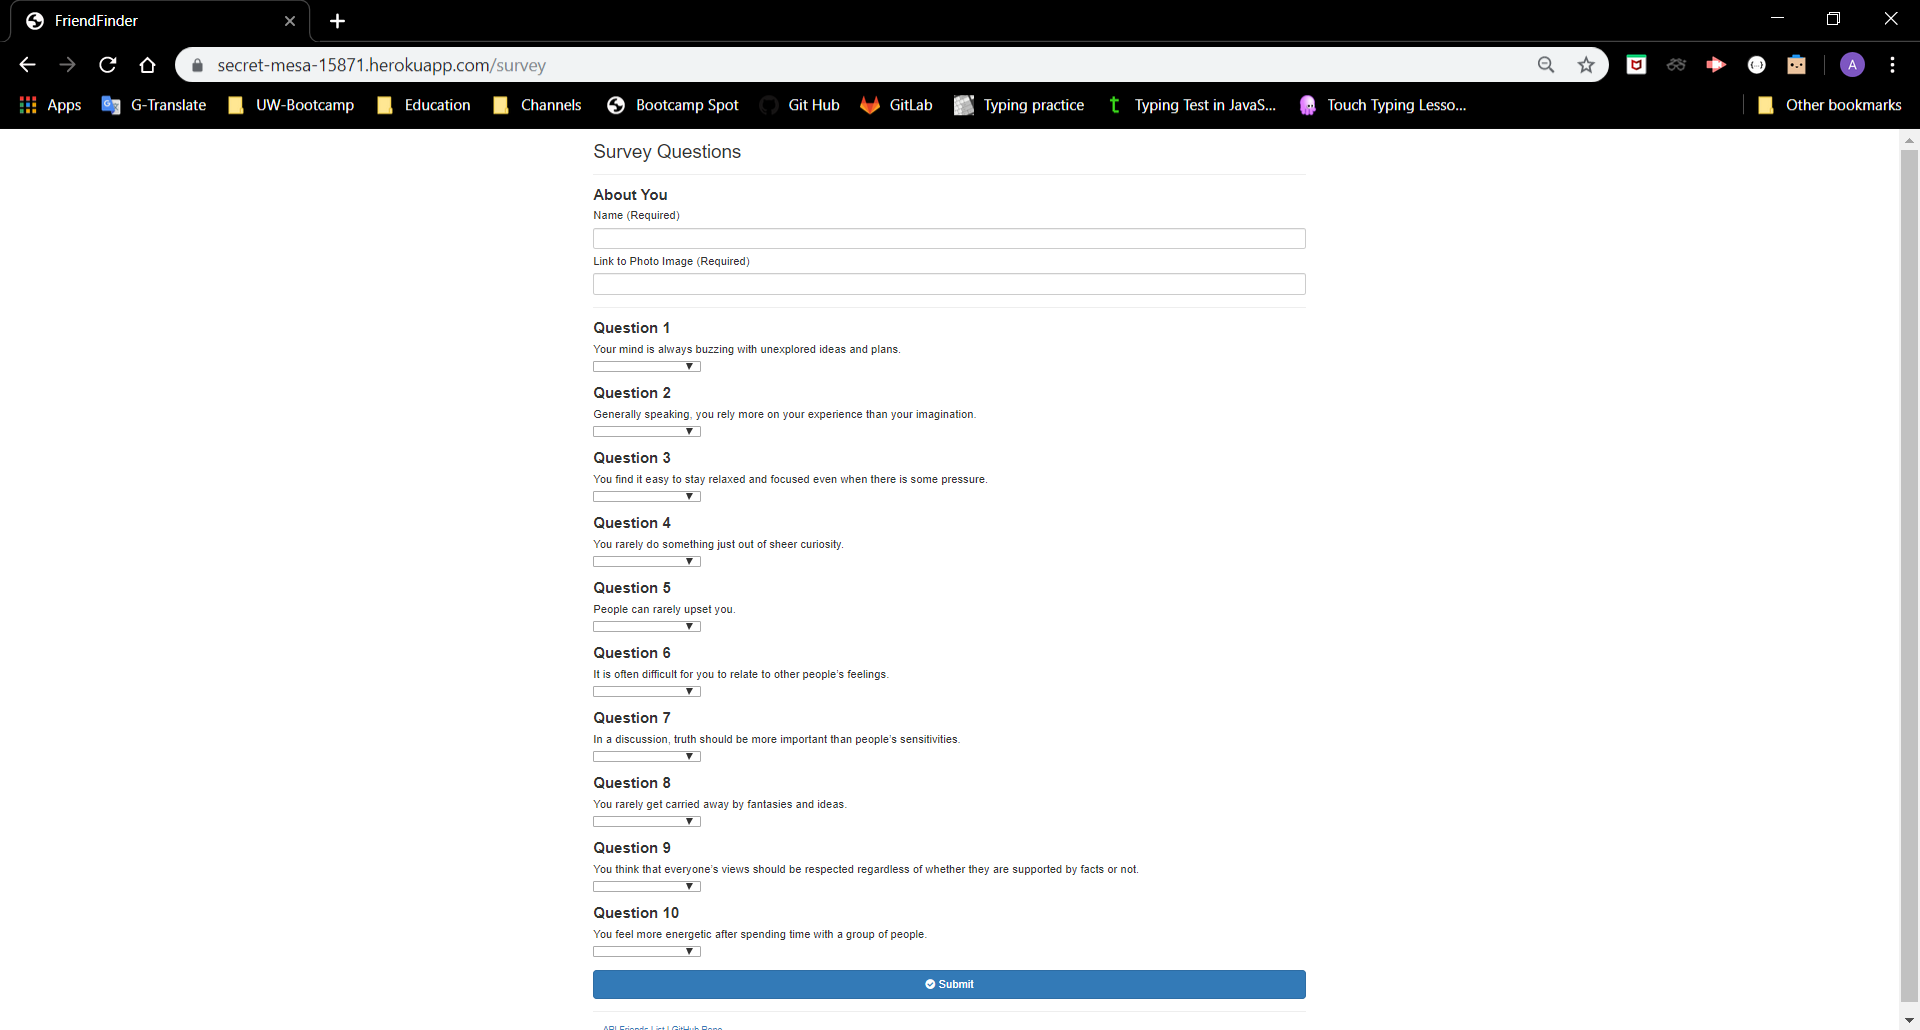 FriendFinder
secret-mesa-15871.herokuapp.com/survey
A
Apps G-Translate UW-Bootcamp Education Channels Bootcamp Spot Git Hub GitLab Typing practice Typing Test in JavaS... Touch Typing Lesso... Other bookmarks
Survey Questions
About You
Name (Required)
Link to Photo Image (Required)
Question 1
Your mind is always buzzing with unexplored ideas and plans.
Question 2
Generally speaking, you rely more on your experience than your imagination.
Question 3
You find it easy to stay relaxed and focused even when there is some pressure.
Question 4
You rarely do something just out of sheer curiosity.
Question 5
People can rarely upset you.
Question 6
It is often difficult for you to relate to other people’s feelings.
Question 7
In a discussion, truth should be more important than people’s sensitivities.
Question 8
You rarely get carried away by fantasies and ideas.
Question 9
You think that everyone’s views should be respected regardless of whether they are supported by facts or not.
Question 10
You feel more energetic after spending time with a group of people.
Submit
API Friends List | GitHub Repo